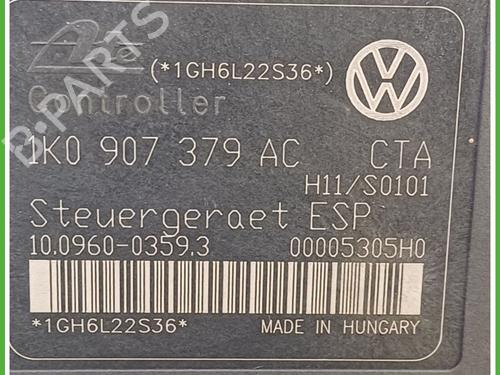 Ate (*1GH6L22S36*)
Controller
1K0 907 379 AC CTA
H11/S0101
Steuergeraet ESP
10.0960-0359.3 00005305H0
*1GH6L22S36* MADE IN HUNGARY
B-PARTS